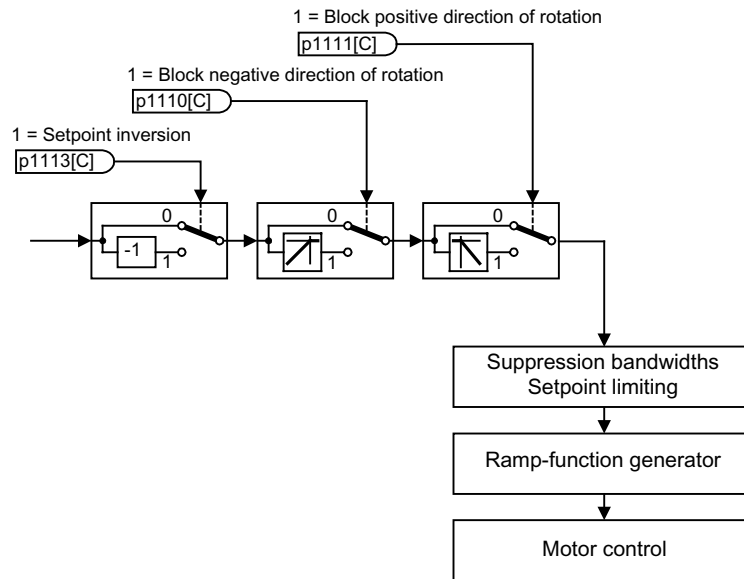 1 = Block positive direction of rotation
p1111[C]
1 = Block negative direction of rotation
p1110[C]
1 = Setpoint inversion
p1113[C]
0
-1
1
0
1
0
1
Suppression bandwidths
Setpoint limiting
Ramp-function generator
Motor control